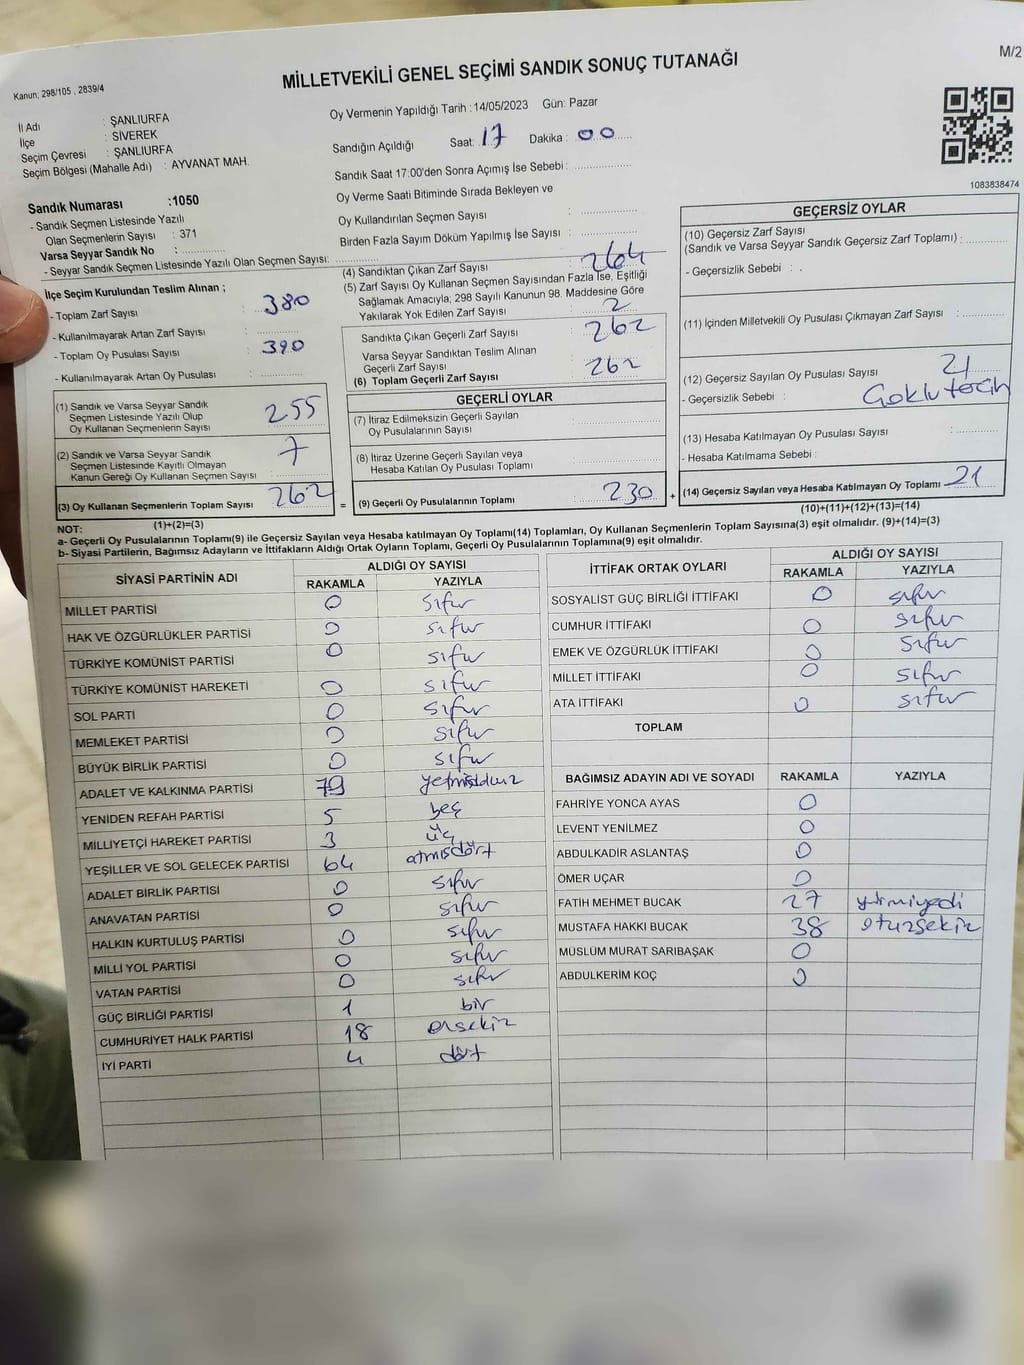 Kanun; 298/105 , 2839/4
MİLLETVEKİLİ GENEL SEÇİMİ SANDIK SONUÇ TUTANAĞI
M/2
İl Adı : ŞANLIURFA
İlçe : SİVEREK
Seçim Çevresi : ŞANLIURFA
Seçim Bölgesi (Mahalle Adı) : AYVANAT MAH.
Oy Vermenin Yapıldığı Tarih : 14/05/2023 Gün: Pazar
Sandığın Açıldığı Saat: 17 Dakika : 00
Sandık Saat 17:00'den Sonra Açımış İse Sebebi :
Oy Verme Saati Bitiminde Sırada Bekleyen ve
Oy Kullandırılan Seçmen Sayısı :
Birden Fazla Sayım Döküm Yapılmış İse Sayısı :
1083838474
Sandık Numarası :1050
- Sandık Seçmen Listesinde Yazılı
Olan Seçmenlerin Sayısı : 371
Varsa Seyyar Sandık No :
- Seyyar Sandık Seçmen Listesinde Yazılı Olan Seçmen Sayısı:
İlçe Seçim Kurulundan Teslim Alınan ;
- Toplam Zarf Sayısı : 380
- Kullanılmayarak Artan Zarf Sayısı :
- Toplam Oy Pusulası Sayısı : 390
- Kullanılmayarak Artan Oy Pusulası :
(1) Sandık ve Varsa Seyyar Sandık
Seçmen Listesinde Yazılı Olup
Oy Kullanan Seçmenlerin Sayısı : 255
(2) Sandık ve Varsa Seyyar Sandık
Seçmen Listesinde Kayıtlı Olmayan
Kanun Gereği Oy Kullanan Seçmen Sayısı : 7
(3) Oy Kullanan Seçmenlerin Toplam Sayısı : 262 =
(1)+(2)=(3)
(4) Sandıktan Çıkan Zarf Sayısı : 264
(5) Zarf Sayısı Oy Kullanan Seçmen Sayısından Fazla İse, Eşitliği
Sağlamak Amacıyla; 298 Sayılı Kanunun 98. Maddesine Göre
Yakılarak Yok Edilen Zarf Sayısı : 2
Sandıkta Çıkan Geçerli Zarf Sayısı : 262
Varsa Seyyar Sandıktan Teslim Alınan
Geçerli Zarf Sayısı :
(6) Toplam Geçerli Zarf Sayısı 262
GEÇERLİ OYLAR
(7) İtiraz Edilmeksizin Geçerli Sayılan
Oy Pusulalarının Sayısı :
(8) İtiraz Üzerine Geçerli Sayılan veya
Hesaba Katılan Oy Pusulası Toplamı :
(9) Geçerli Oy Pusulalarının Toplamı : 230 +
GEÇERSİZ OYLAR
(10) Geçersiz Zarf Sayısı
(Sandık ve Varsa Seyyar Sandık Geçersiz Zarf Toplamı) :
- Geçersizlik Sebebi :
(11) İçinden Milletvekili Oy Pusulası Çıkmayan Zarf Sayısı :
(12) Geçersiz Sayılan Oy Pusulası Sayısı : 21
- Geçersizlik Sebebi :
(13) Hesaba Katılmayan Oy Pusulası Sayısı :
- Hesaba Katılmama Sebebi :
(14) Geçersiz Sayılan veya Hesaba Katılmayan Oy Toplamı : 21
(10)+(11)+(12)+(13)=(14)
NOT:
a- Geçerli Oy Pusulalarının Toplamı(9) ile Geçersiz Sayılan veya Hesaba katılmayan Oy Toplamı(14) Toplamları, Oy Kullanan Seçmenlerin Toplam Sayısına(3) eşit olmalıdır. (9)+(14)=(3)
b- Siyasi Partilerin, Bağımsız Adayların ve İttifakların Aldığı Ortak Oyların Toplamı, Geçerli Oy Pusulalarının Toplamına(9) eşit olmalıdır.
SİYASİ PARTİNİN ADI ALDIĞI OY SAYISI
RAKAMLA YAZIYLA
MİLLET PARTİSİ 0 sıfır
HAK VE ÖZGÜRLÜKLER PARTİSİ 0 sıfır
TÜRKİYE KOMÜNİST PARTİSİ 0 sıfır
TÜRKİYE KOMÜNİST HAREKETİ 0 sıfır
SOL PARTİ 0 sıfır
MEMLEKET PARTİSİ 0 sıfır
BÜYÜK BİRLİK PARTİSİ 0 sıfır
ADALET VE KALKINMA PARTİSİ 79 yetmişdkuz
YENİDEN REFAH PARTİSİ 5 beş
MİLLİYETÇİ HAREKET PARTİSİ 3 üç
YEŞİLLER VE SOL GELECEK PARTİSİ 64 atmışdört
ADALET BİRLİK PARTİSİ 0 sıfır
ANAVATAN PARTİSİ 0 sıfır
HALKIN KURTULUŞ PARTİSİ 0 sıfır
MİLLİ YOL PARTİSİ 0 sıfır
VATAN PARTİSİ 0 sıfır
GÜÇ BİRLİĞİ PARTİSİ 1 bir
CUMHURİYET HALK PARTİSİ 18 onsekiz
İYİ PARTİ 4 dört
İTTİFAK ORTAK OYLARI ALDIĞI OY SAYISI
RAKAMLA YAZIYLA
SOSYALİST GÜÇ BİRLİĞİ İTTİFAKI 0 sıfır
CUMHUR İTTİFAKI 0 sıfır
EMEK VE ÖZGÜRLÜK İTTİFAKI 0 sıfır
MİLLET İTTİFAKI 0 sıfır
ATA İTTİFAKI 0 sıfır
TOPLAM
BAĞIMSIZ ADAYIN ADI VE SOYADI RAKAMLA YAZIYLA
FAHRİYE YONCA AYAS 0
LEVENT YENİLMEZ 0
ABDULKADİR ASLANTAŞ 0
ÖMER UÇAR 0
FATİH MEHMET BUCAK 27 yirmiyedi
MUSTAFA HAKKI BUCAK 38 otuzsekiz
MÜSLÜM MURAT SARIBAŞAK 0
ABDULKERİM KOÇ 0